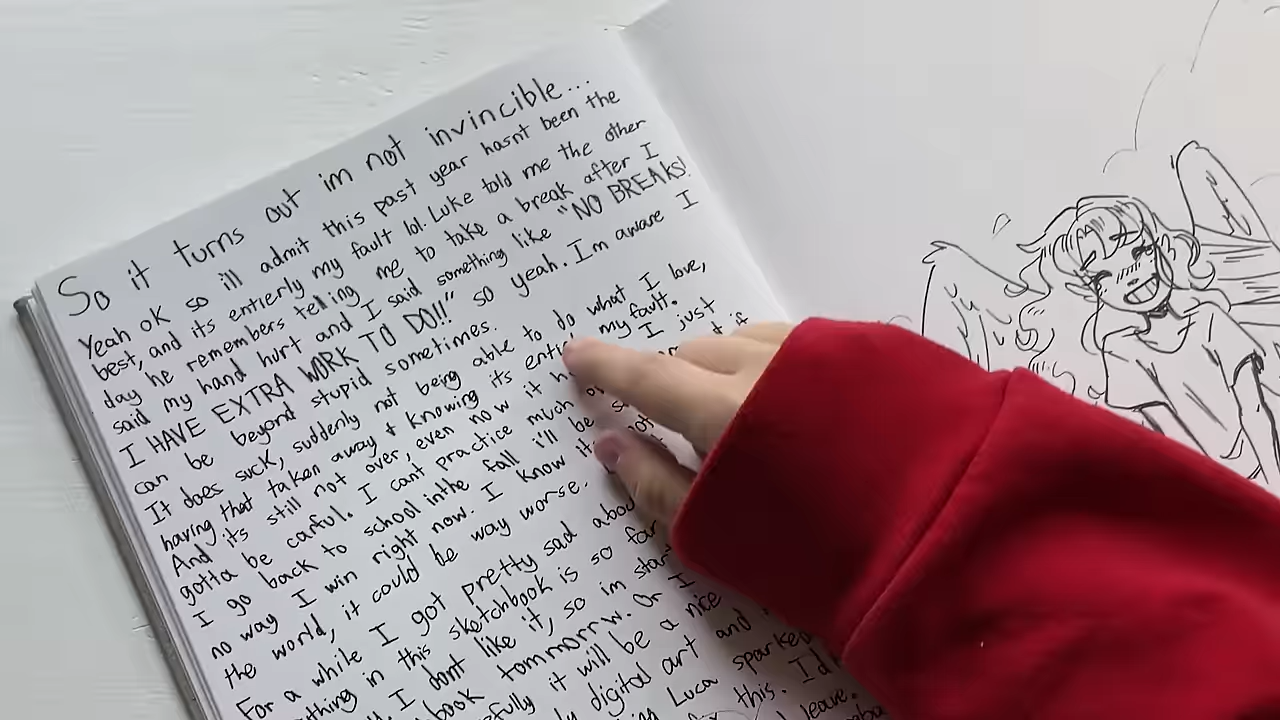 So it turns out im not invincible...
Yeah ok so ill admit this past year hasnt been the
best, and its entierly my fault lol. Luke told me the other
day he remembers telling me to take a break after I
said my hand hurt and I said something like "NO BREAKS!
I HAVE EXTRA WORK TO DO!!" so yeah. Im aware I
can be beyond stupid sometimes.
It does suck, suddenly not being able to do what I love,
having that taken away + knowing its my fault.
And its still not over, even now it I just
gotta be carful. I cant practice much if
I go back to school inthe fall i'll be
no way I win right now. I know it not
the world, it could be way worse.
For a while I got pretty sad
in this sketchbook is so far
I dont like it, so im
tommorrw. Or I
it will be a nice
digital art and
Luca sparked
this.
leave.